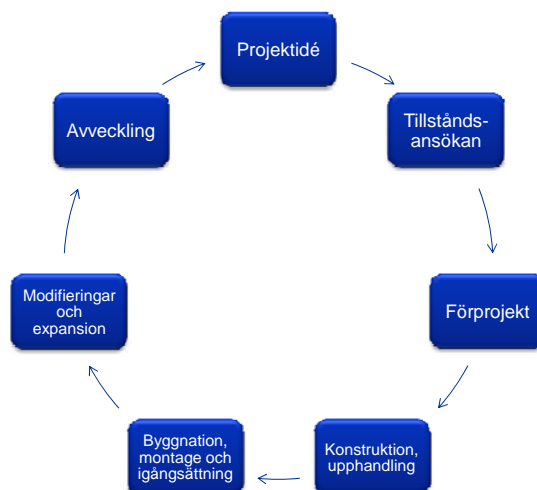 Projektidé
Tillstånds-
ansökan
Förprojekt
Konstruktion,
upphandling
Byggnation,
montage och
igångsättning
Modifieringar
och
expansion
Avveckling